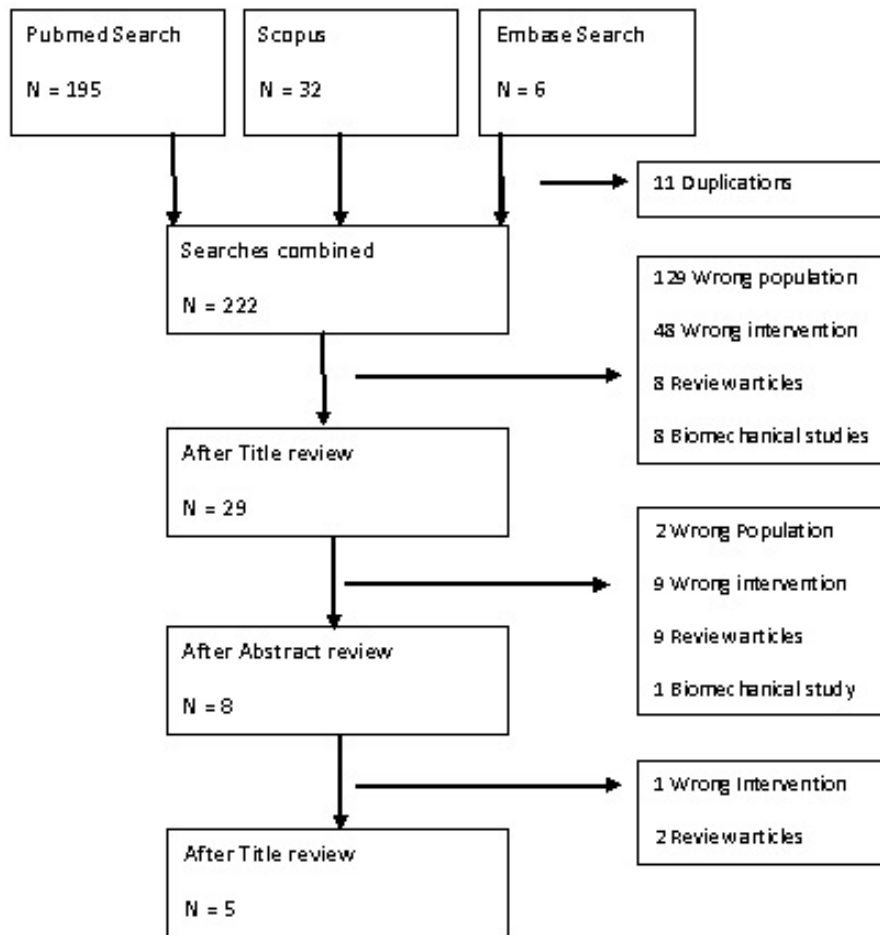 Pubmed Search
N = 195
Scopus
N = 32
Embase Search
N = 6
11 Duplications
Searches combined
N = 222
129 Wrong population
48 Wrong intervention
8 Review articles
8 Biomechanical studies
After Title review
N = 29
2 Wrong Population
9 Wrong intervention
9 Review articles
1 Biomechanical study
After Abstract review
N = 8
1 Wrong Intervention
2 Review articles
After Title review
N = 5